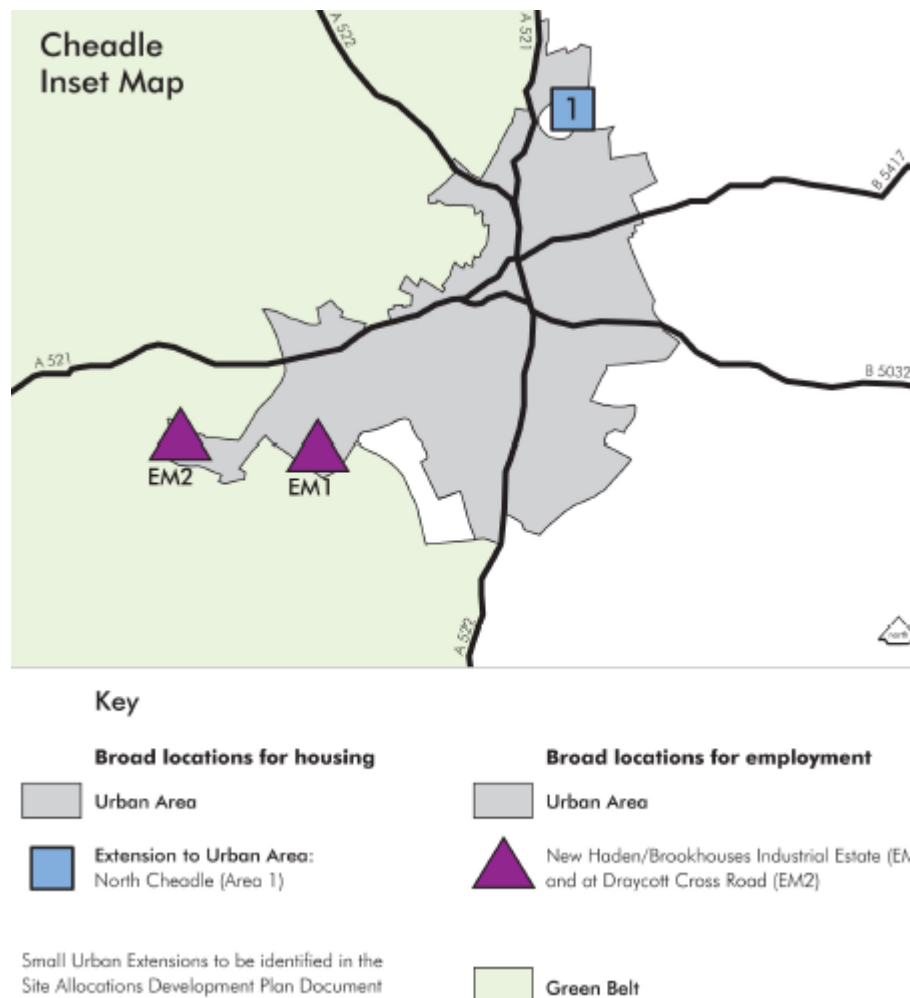 Cheadle
Inset Map
A 522
A 521
1
B 5417
A 521
B 5032
EM2
EM1
A 522
north
Key
Broad locations for housing
Urban Area
Extension to Urban Area:
North Cheadle (Area 1)
Small Urban Extensions to be identified in the
Site Allocations Development Plan Document
Broad locations for employment
Urban Area
New Haden/Brookhouses Industrial Estate (EM
and at Draycott Cross Road (EM2)
Green Belt